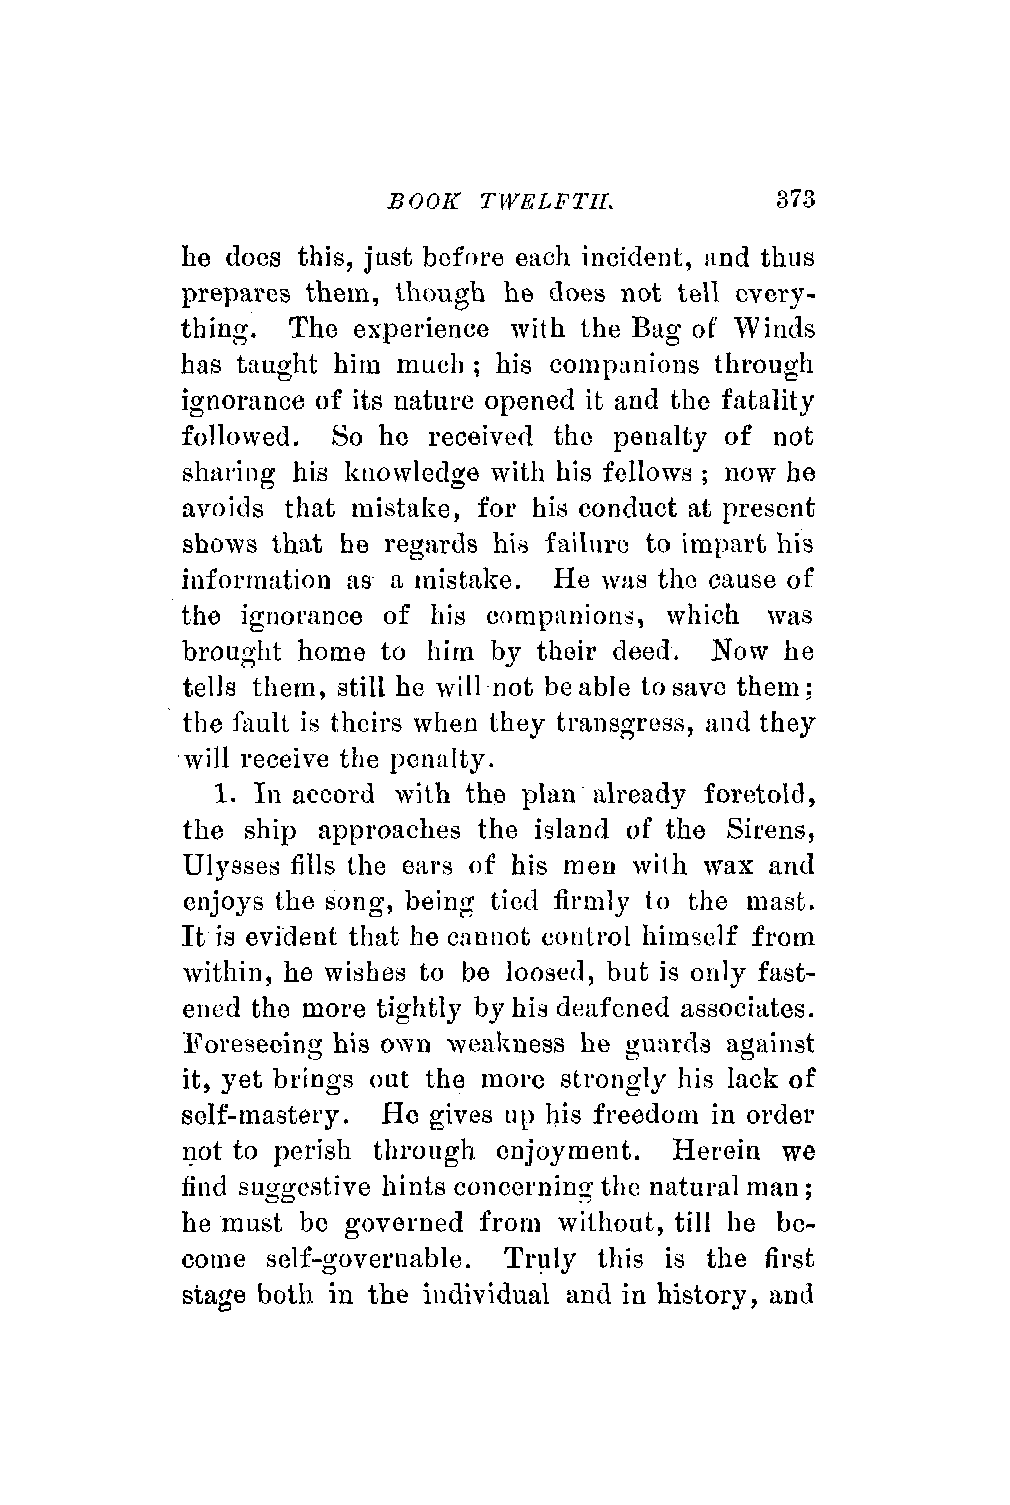 BOOK TWELFTH. 373
he does this, just before each incident, and thus
prepares them, though he does not tell every-
thing. The experience with the Bag of Winds
has taught him much ; his companions through
ignorance of its nature opened it and the fatality
followed. So he received the penalty of not
sharing his knowledge with his fellows ; now he
avoids that mistake, for his conduct at present
shows that he regards his failure to impart his
information as a mistake. He was the cause of
the ignorance of his companions, which was
brought home to him by their deed. Now he
tells them, still he will not be able to save them;
the fault is theirs when they transgress, and they
will receive the penalty.
1. In accord with the plan already foretold,
the ship approaches the island of the Sirens,
Ulysses fills the ears of his men with wax and
enjoys the song, being tied firmly to the mast.
It is evident that he cannot control himself from
within, he wishes to be loosed, but is only fast-
ened the more tightly by his deafened associates.
Foreseeing his own weakness he guards against
it, yet brings out the more strongly his lack of
self-mastery. He gives up his freedom in order
not to perish through enjoyment. Herein we
find suggestive hints concerning the natural man;
he must be governed from without, till he be-
come self-governable. Truly this is the first
stage both in the individual and in history, and